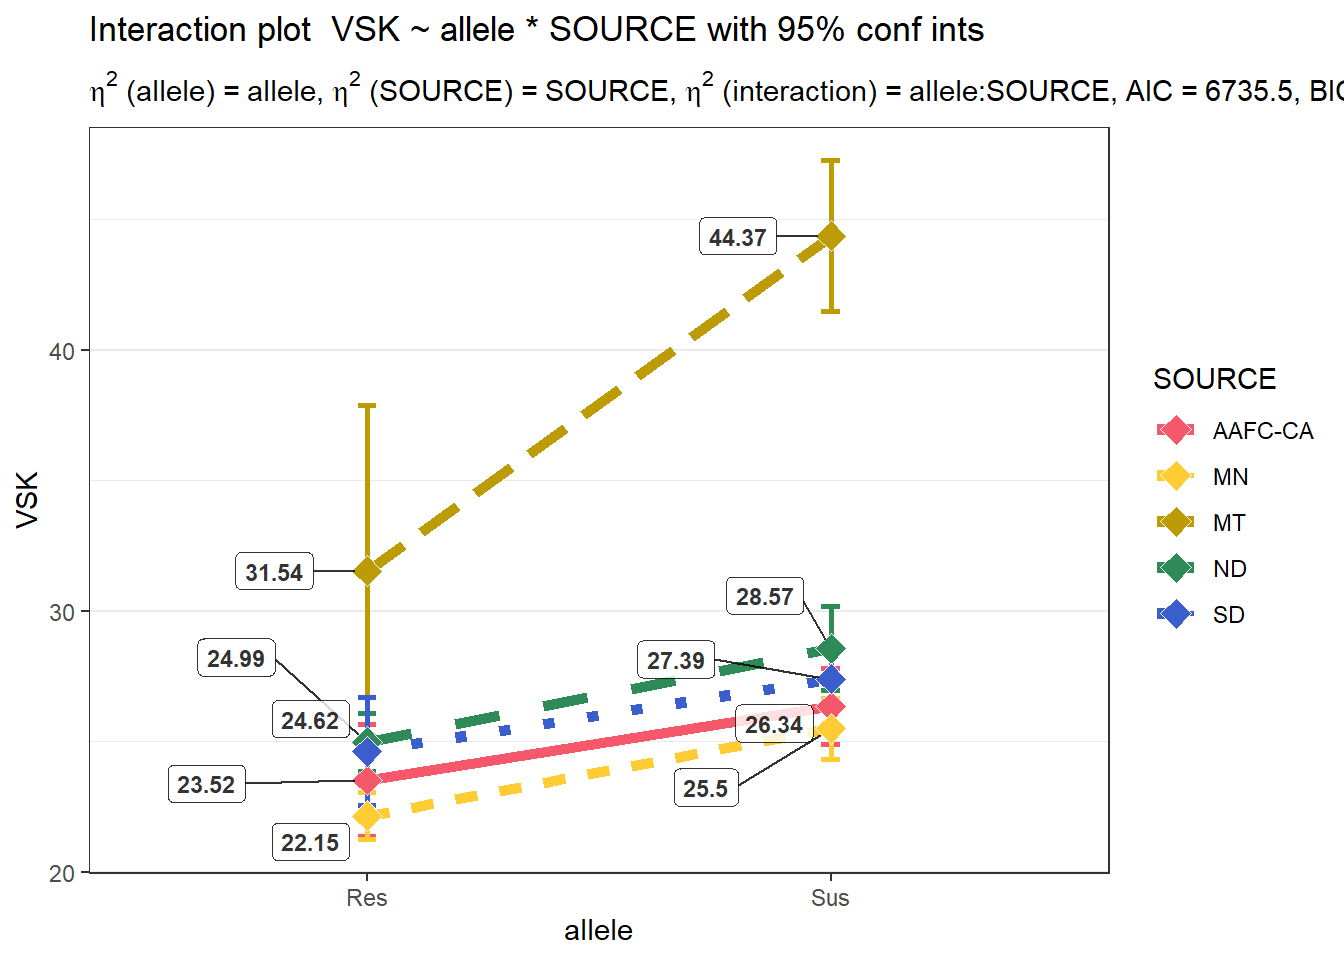 Interaction plot  VSK ~ allele * SOURCE with 95% conf ints
η² (allele) = allele, η² (SOURCE) = SOURCE, η² (interaction) = allele:SOURCE, AIC = 6735.5, BIC
44.37
40
SOURCE
AAFC-CA
MN
MT
ND
SD
VSK
31.54
28.57
30
24.99
27.39
24.62
26.34
23.52
25.5
22.15
20
Res
Sus
allele